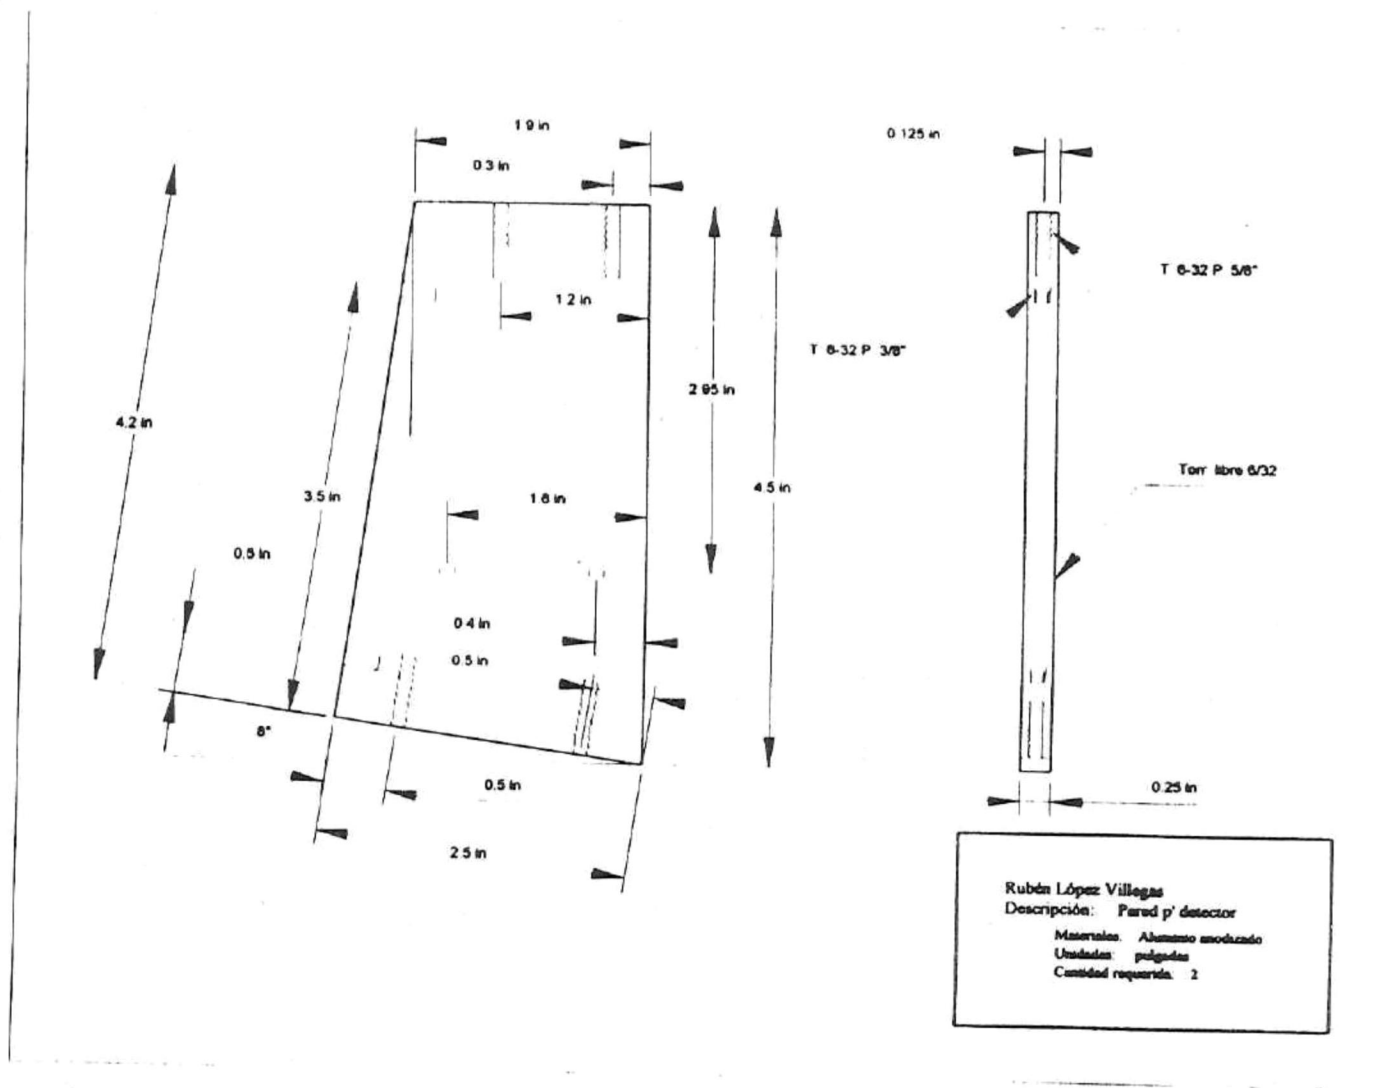 1.9 in
0.3 in
0.125 in
T 6-32 P 5/8"
1.2 in
T 6-32 P 3/8"
2.95 in
4.2 in
4.5 in
3.5 in
1.6 in
Torr libre 6/32
0.5 in
0.4 in
0.5 in
8°
0.5 in
0.25 in
2.5 in
Rubén López Villegas
Descripción: Pared p' detector
Materiales: Aluminio anodizado
Unidades: pulgadas
Cantidad requerida: 2